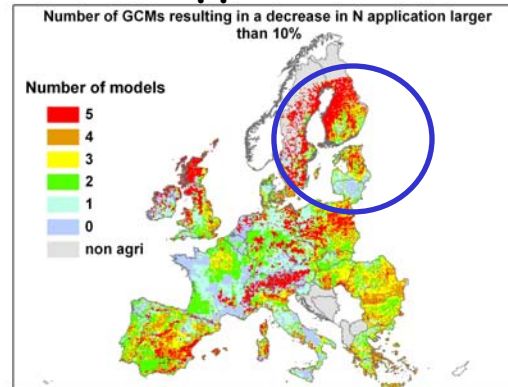 Number of GCMs resulting in a decrease in N application larger
than 10%
Number of models
5
4
3
2
1
0
non agri